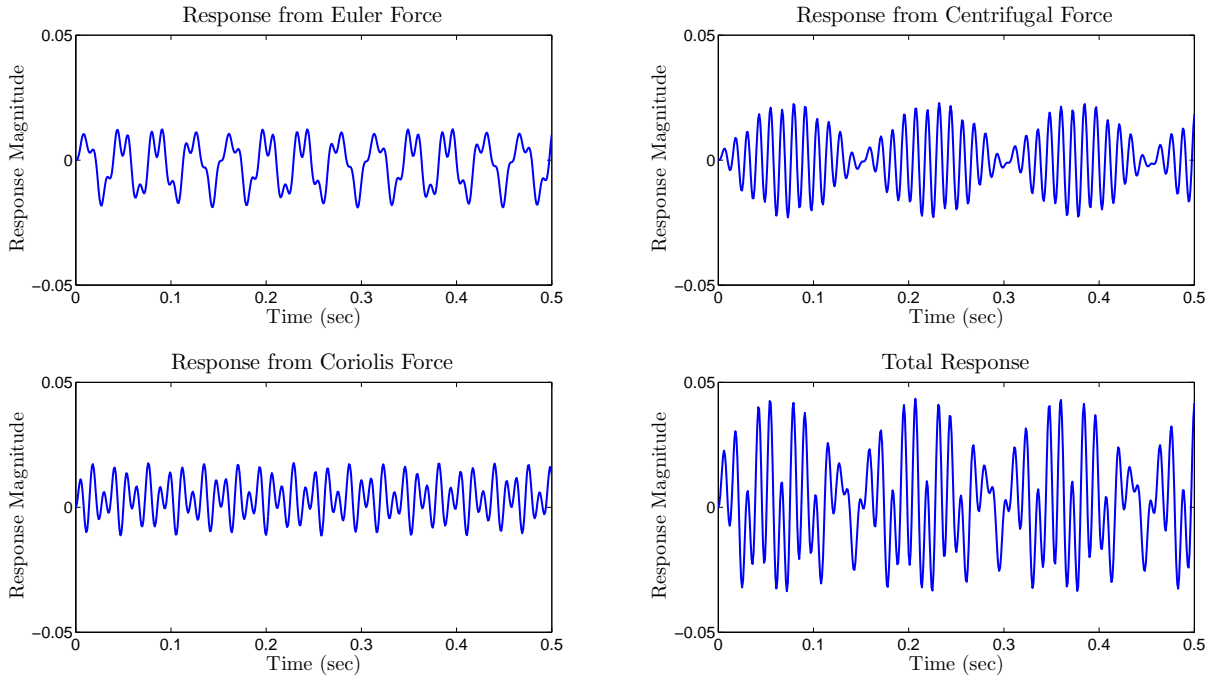 Response from Euler Force
Response Magnitude
0.05
0
−0.05
0 0.1 0.2 0.3 0.4 0.5
Time (sec)
Response from Centrifugal Force
Response Magnitude
0.05
0
−0.05
0 0.1 0.2 0.3 0.4 0.5
Time (sec)
Response from Coriolis Force
Response Magnitude
0.05
0
−0.05
0 0.1 0.2 0.3 0.4 0.5
Time (sec)
Total Response
Response Magnitude
0.05
0
−0.05
0 0.1 0.2 0.3 0.4 0.5
Time (sec)